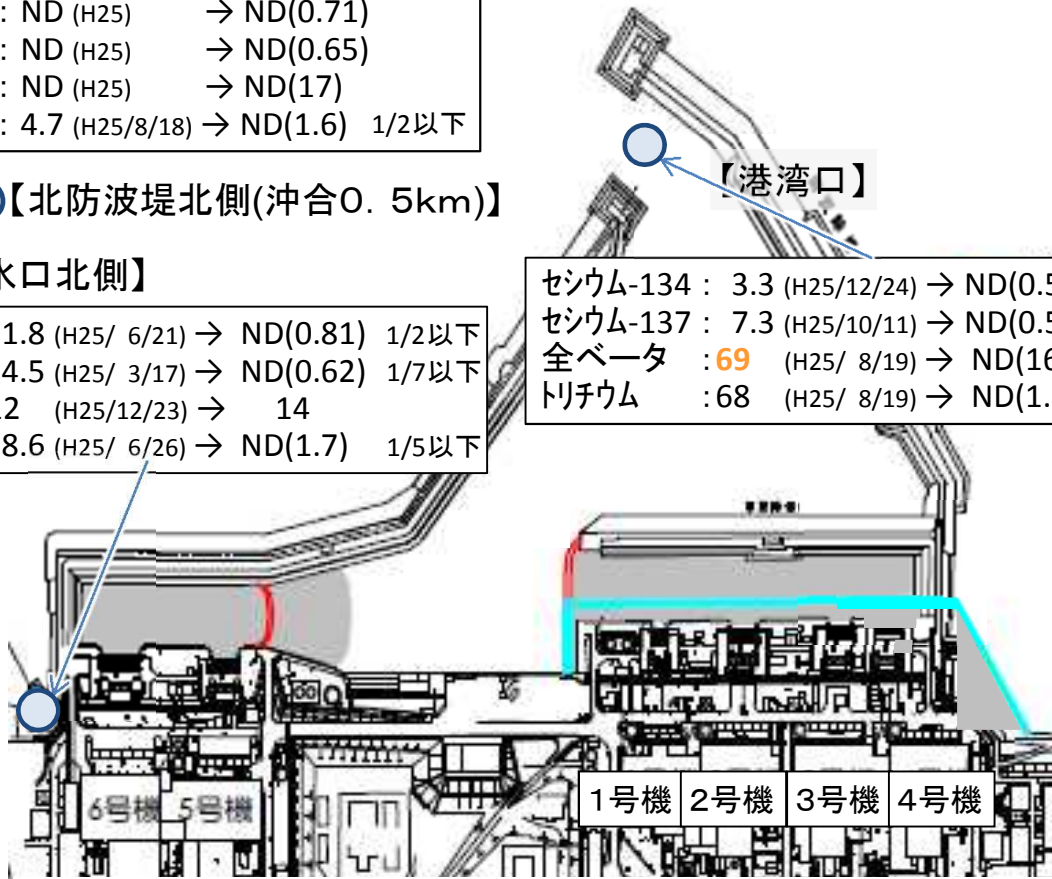 : ND (H25) → ND(0.71)
: ND (H25) → ND(0.65)
: ND (H25) → ND(17)
: 4.7 (H25/8/18) → ND(1.6) 1/2以下
【北防波堤北側(沖合0．5km)】
【港湾口】
水口北側】
1.8 (H25/ 6/21) → ND(0.81) 1/2以下
4.5 (H25/ 3/17) → ND(0.62) 1/7以下
12 (H25/12/23) → 14
8.6 (H25/ 6/26) → ND(1.7) 1/5以下
セシウム-134 : 3.3 (H25/12/24) → ND(0.5
セシウム-137 : 7.3 (H25/10/11) → ND(0.5
全ベータ :69 (H25/ 8/19) → ND(16
トリチウム :68 (H25/ 8/19) → ND(1.
6号機 5号機
1号機 2号機 3号機 4号機